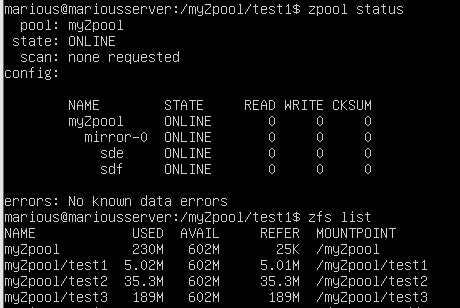 marious@mariousserver:/myZpool/test1$ zpool status
  pool: myZpool
 state: ONLINE
  scan: none requested
config:

        NAME        STATE     READ WRITE CKSUM
        myZpool     ONLINE       0     0     0
          mirror-0  ONLINE       0     0     0
            sde     ONLINE       0     0     0
            sdf     ONLINE       0     0     0

errors: No known data errors
marious@mariousserver:/myZpool/test1$ zfs list
NAME            USED  AVAIL     REFER  MOUNTPOINT
myZpool         230M   602M       25K  /myZpool
myZpool/test1  5.02M   602M     5.01M  /myZpool/test1
myZpool/test2  35.3M   602M     35.3M  /myZpool/test2
myZpool/test3   189M   602M      189M  /myZpool/test3